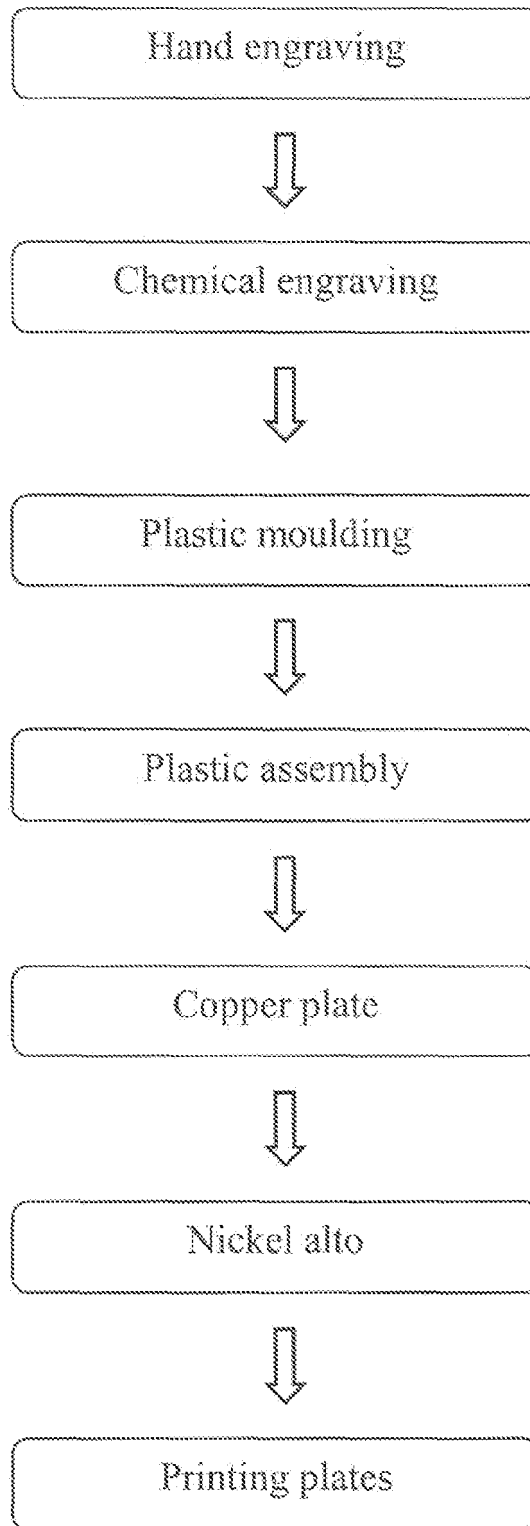 Hand engraving
Chemical engraving
Plastic moulding
Plastic assembly
Copper plate
Nickel alto
Printing plates